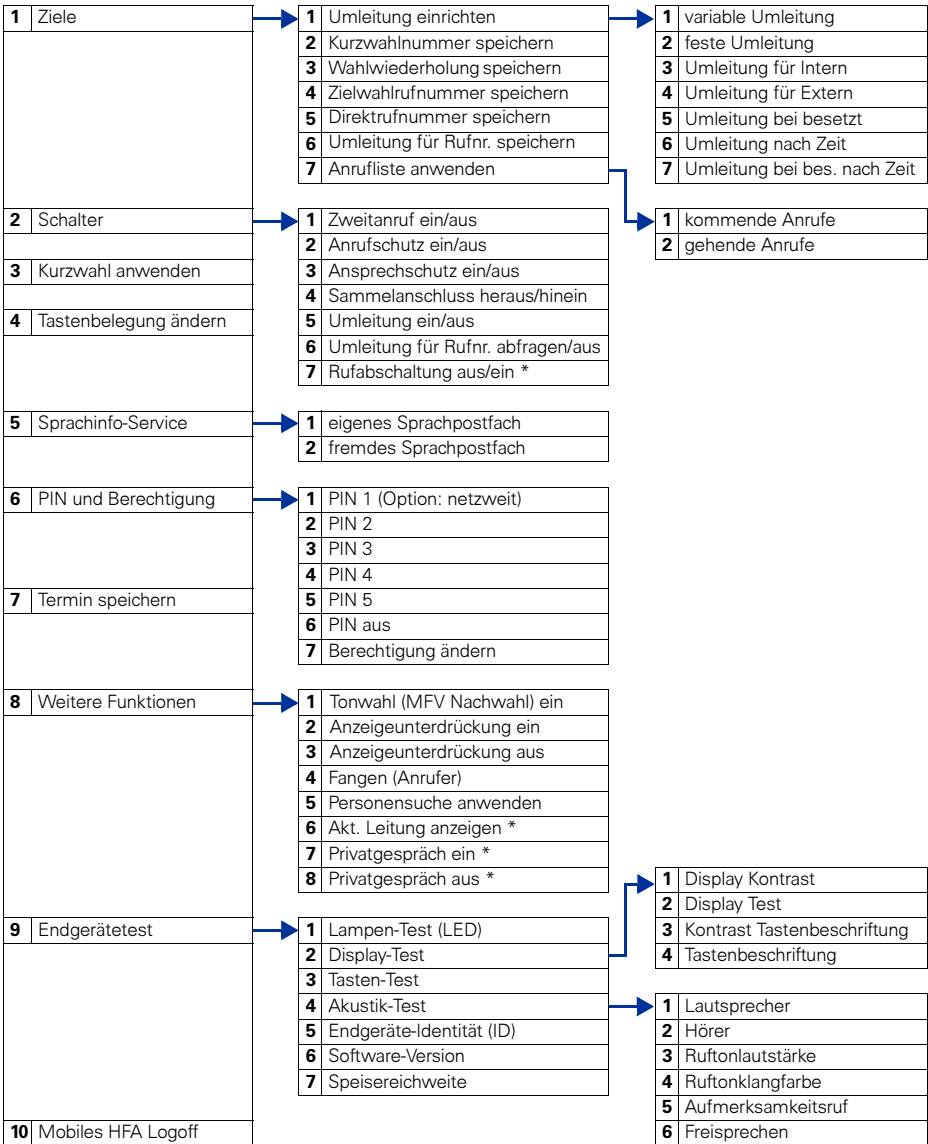 1 Ziele
1 Umleitung einrichten
2 Kurzwahlnummer speichern
3 Wahlwiederholung speichern
4 Zielwahlrufnummer speichern
5 Direktrufnummer speichern
6 Umleitung für Rufnr. speichern
7 Anrufliste anwenden
1 variable Umleitung
2 feste Umleitung
3 Umleitung für Intern
4 Umleitung für Extern
5 Umleitung bei besetzt
6 Umleitung nach Zeit
7 Umleitung bei bes. nach Zeit
1 kommende Anrufe
2 gehende Anrufe
2 Schalter
1 Zweitanruf ein/aus
2 Anrufschutz ein/aus
3 Ansprechschutz ein/aus
4 Sammelanschluss heraus/hinein
5 Umleitung ein/aus
6 Umleitung für Rufnr. abfragen/aus
7 Rufabschaltung aus/ein *
3 Kurzwahl anwenden
4 Tastenbelegung ändern
5 Sprachinfo-Service
1 eigenes Sprachpostfach
2 fremdes Sprachpostfach
6 PIN und Berechtigung
1 PIN 1 (Option: netzweit)
2 PIN 2
3 PIN 3
4 PIN 4
5 PIN 5
6 PIN aus
7 Berechtigung ändern
7 Termin speichern
8 Weitere Funktionen
1 Tonwahl (MFV Nachwahl) ein
2 Anzeigeunterdrückung ein
3 Anzeigeunterdrückung aus
4 Fangen (Anrufer)
5 Personensuche anwenden
6 Akt. Leitung anzeigen *
7 Privatgespräch ein *
8 Privatgespräch aus *
9 Endgerätetest
1 Lampen-Test (LED)
2 Display-Test
3 Tasten-Test
4 Akustik-Test
5 Endgeräte-Identität (ID)
6 Software-Version
7 Speisereichweite
1 Display Kontrast
2 Display Test
3 Kontrast Tastenbeschriftung
4 Tastenbeschriftung
1 Lautsprecher
2 Hörer
3 Ruftonlautstärke
4 Ruftonklangfarbe
5 Aufmerksamkeitsruf
6 Freisprechen
10 Mobiles HFA Logoff